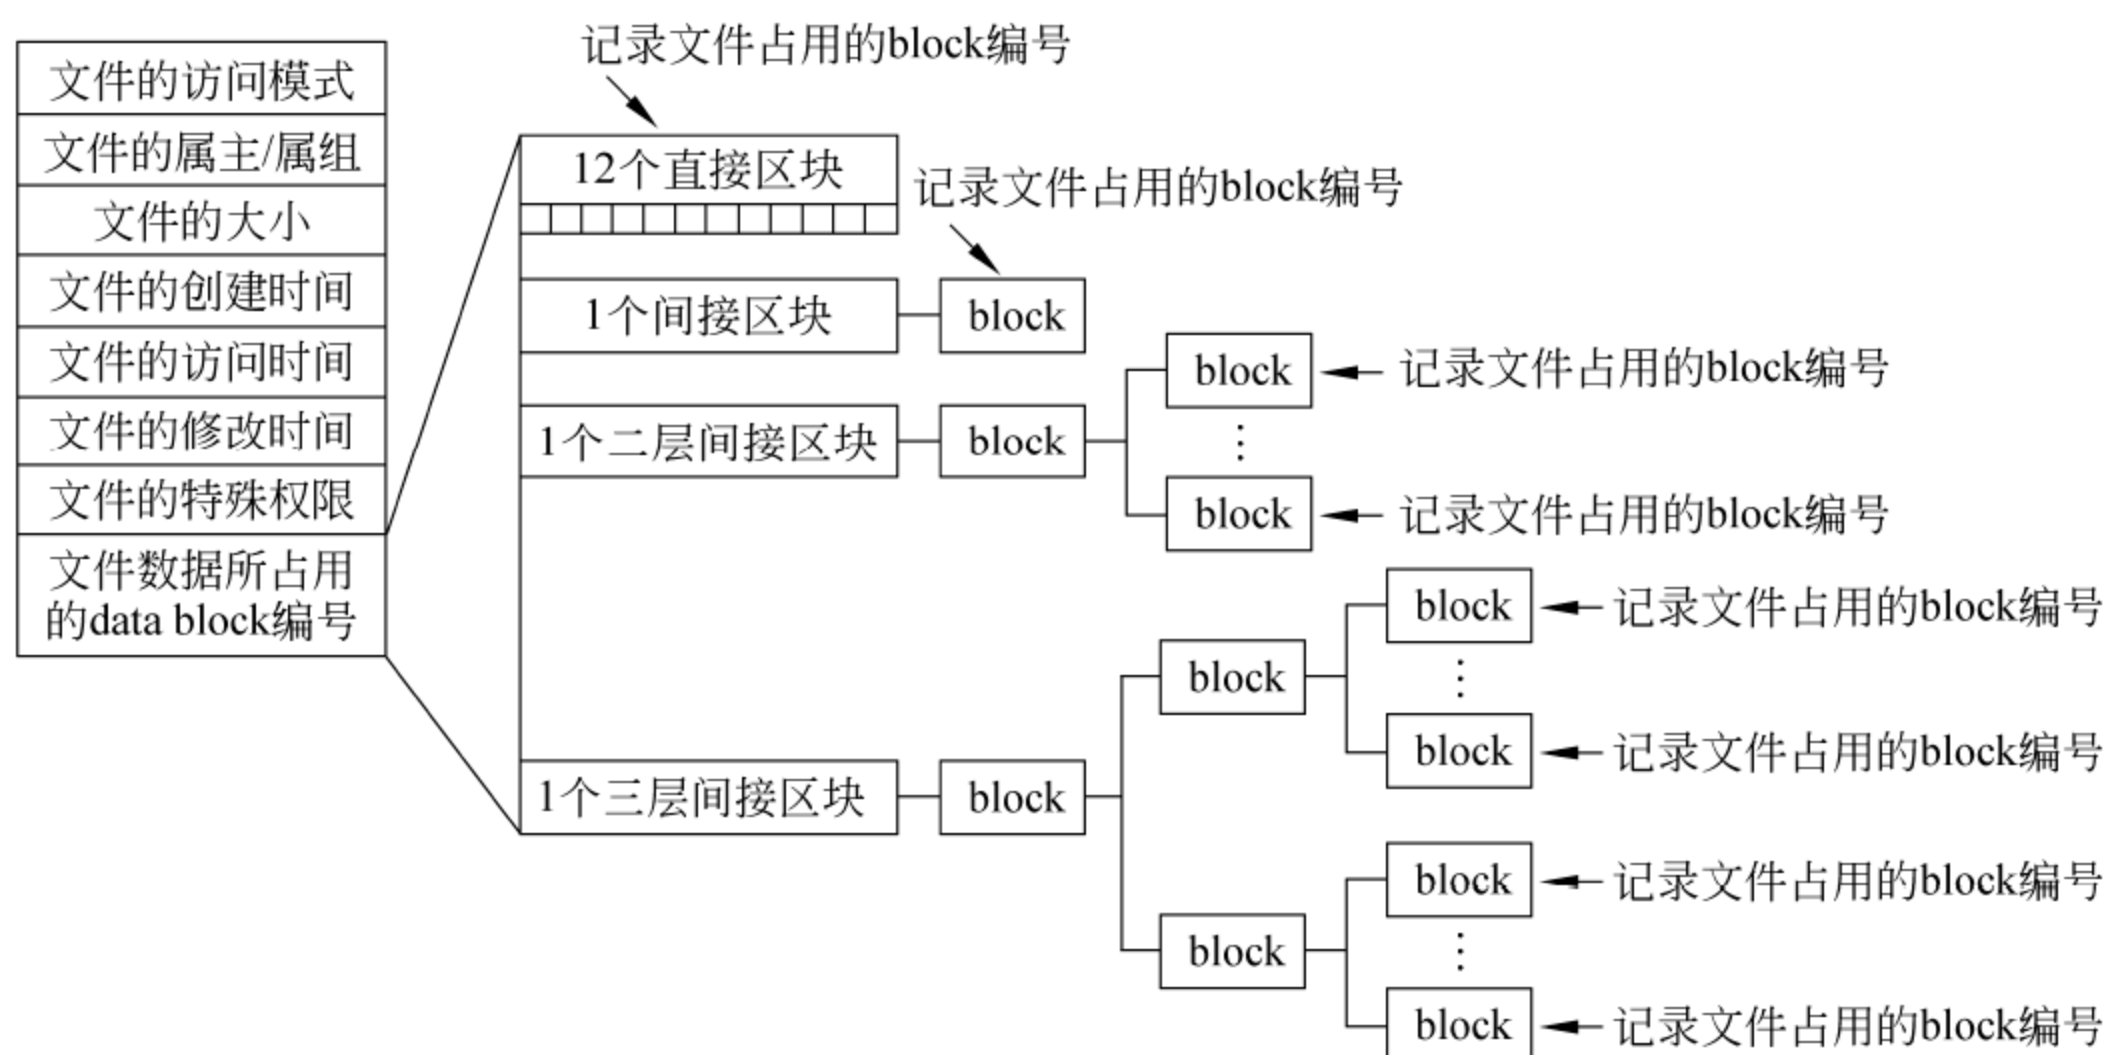 文件的访问模式
文件的属主/属组
文件的大小
文件的创建时间
文件的访问时间
文件的修改时间
文件的特殊权限
文件数据所占用
的data block编号
记录文件占用的block编号
12个直接区块
记录文件占用的block编号
1个间接区块
block
1个二层间接区块
block
block
记录文件占用的block编号
block
记录文件占用的block编号
1个三层间接区块
block
block
block
记录文件占用的block编号
block
记录文件占用的block编号
block
block
记录文件占用的block编号
block
记录文件占用的block编号